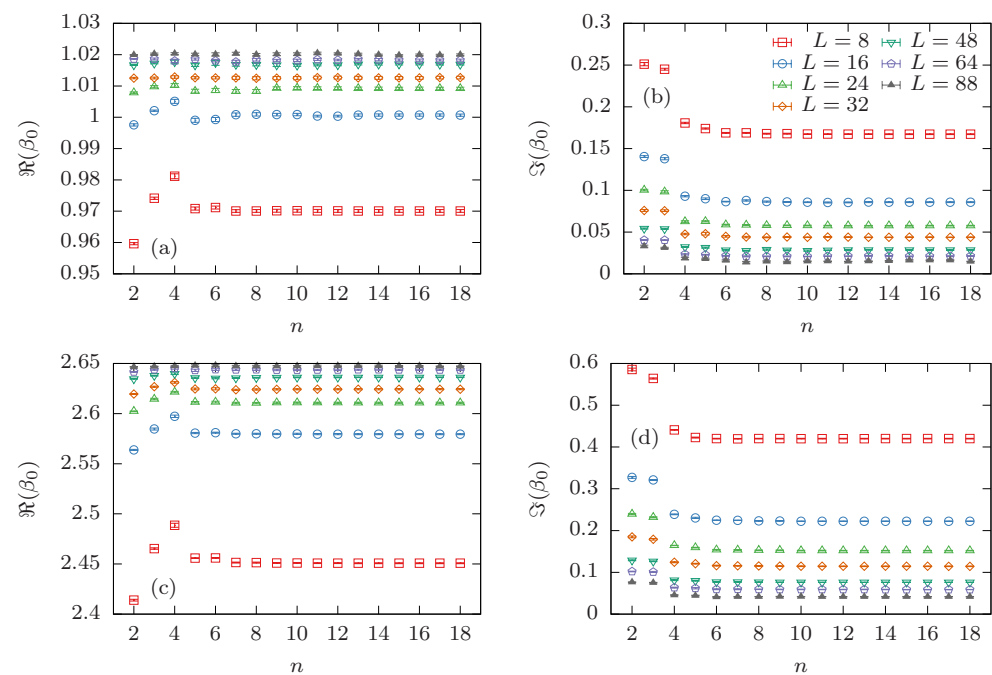 1.03
1.02
1.01
1
0.99
0.98
0.97
0.96
0.95
ℜ(β₀)
(a)
2 4 6 8 10 12 14 16 18
n
0.3
0.25
0.2
0.15
0.1
0.05
0
ℑ(β₀)
(b)
L = 8
L = 16
L = 24
L = 32
L = 48
L = 64
L = 88
2 4 6 8 10 12 14 16 18
n
2.65
2.6
2.55
2.5
2.45
2.4
ℜ(β₀)
(c)
2 4 6 8 10 12 14 16 18
n
0.6
0.5
0.4
0.3
0.2
0.1
0
ℑ(β₀)
(d)
2 4 6 8 10 12 14 16 18
n